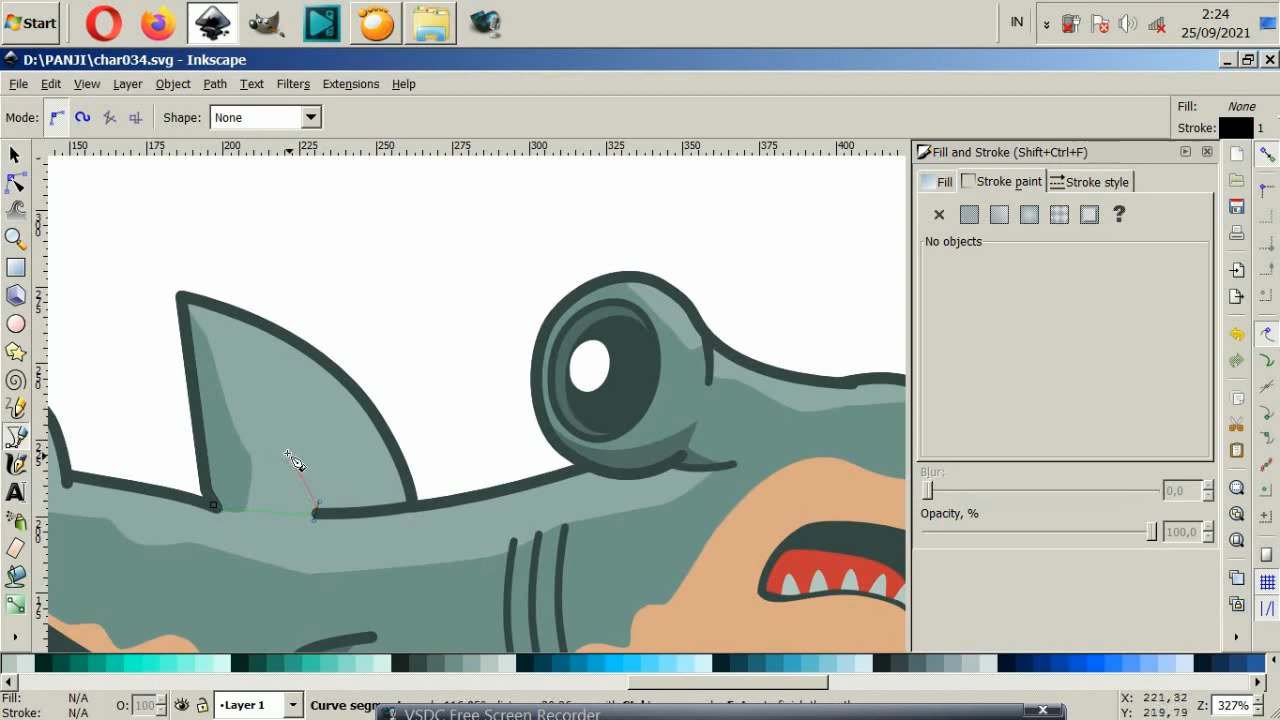 Start
IN
2:24
25/09/2021
D:\PANJI\char034.svg - Inkscape
File Edit View Layer Object Path Text Filters Extensions Help
Mode: Shape: None
Fill: None
Stroke: 1
150 175 200 225 250 275 300 325 350 375 400
Fill and Stroke (Shift+Ctrl+F)
Fill Stroke paint Stroke style
?
No objects
Blur:
0,0
Opacity, %
100,0
Fill: N/A
Stroke: N/A
O: 100
Layer 1
Curve segm
X: 221,32
Y: 219,79
Z: 327%
VSDC Free Screen Recorder